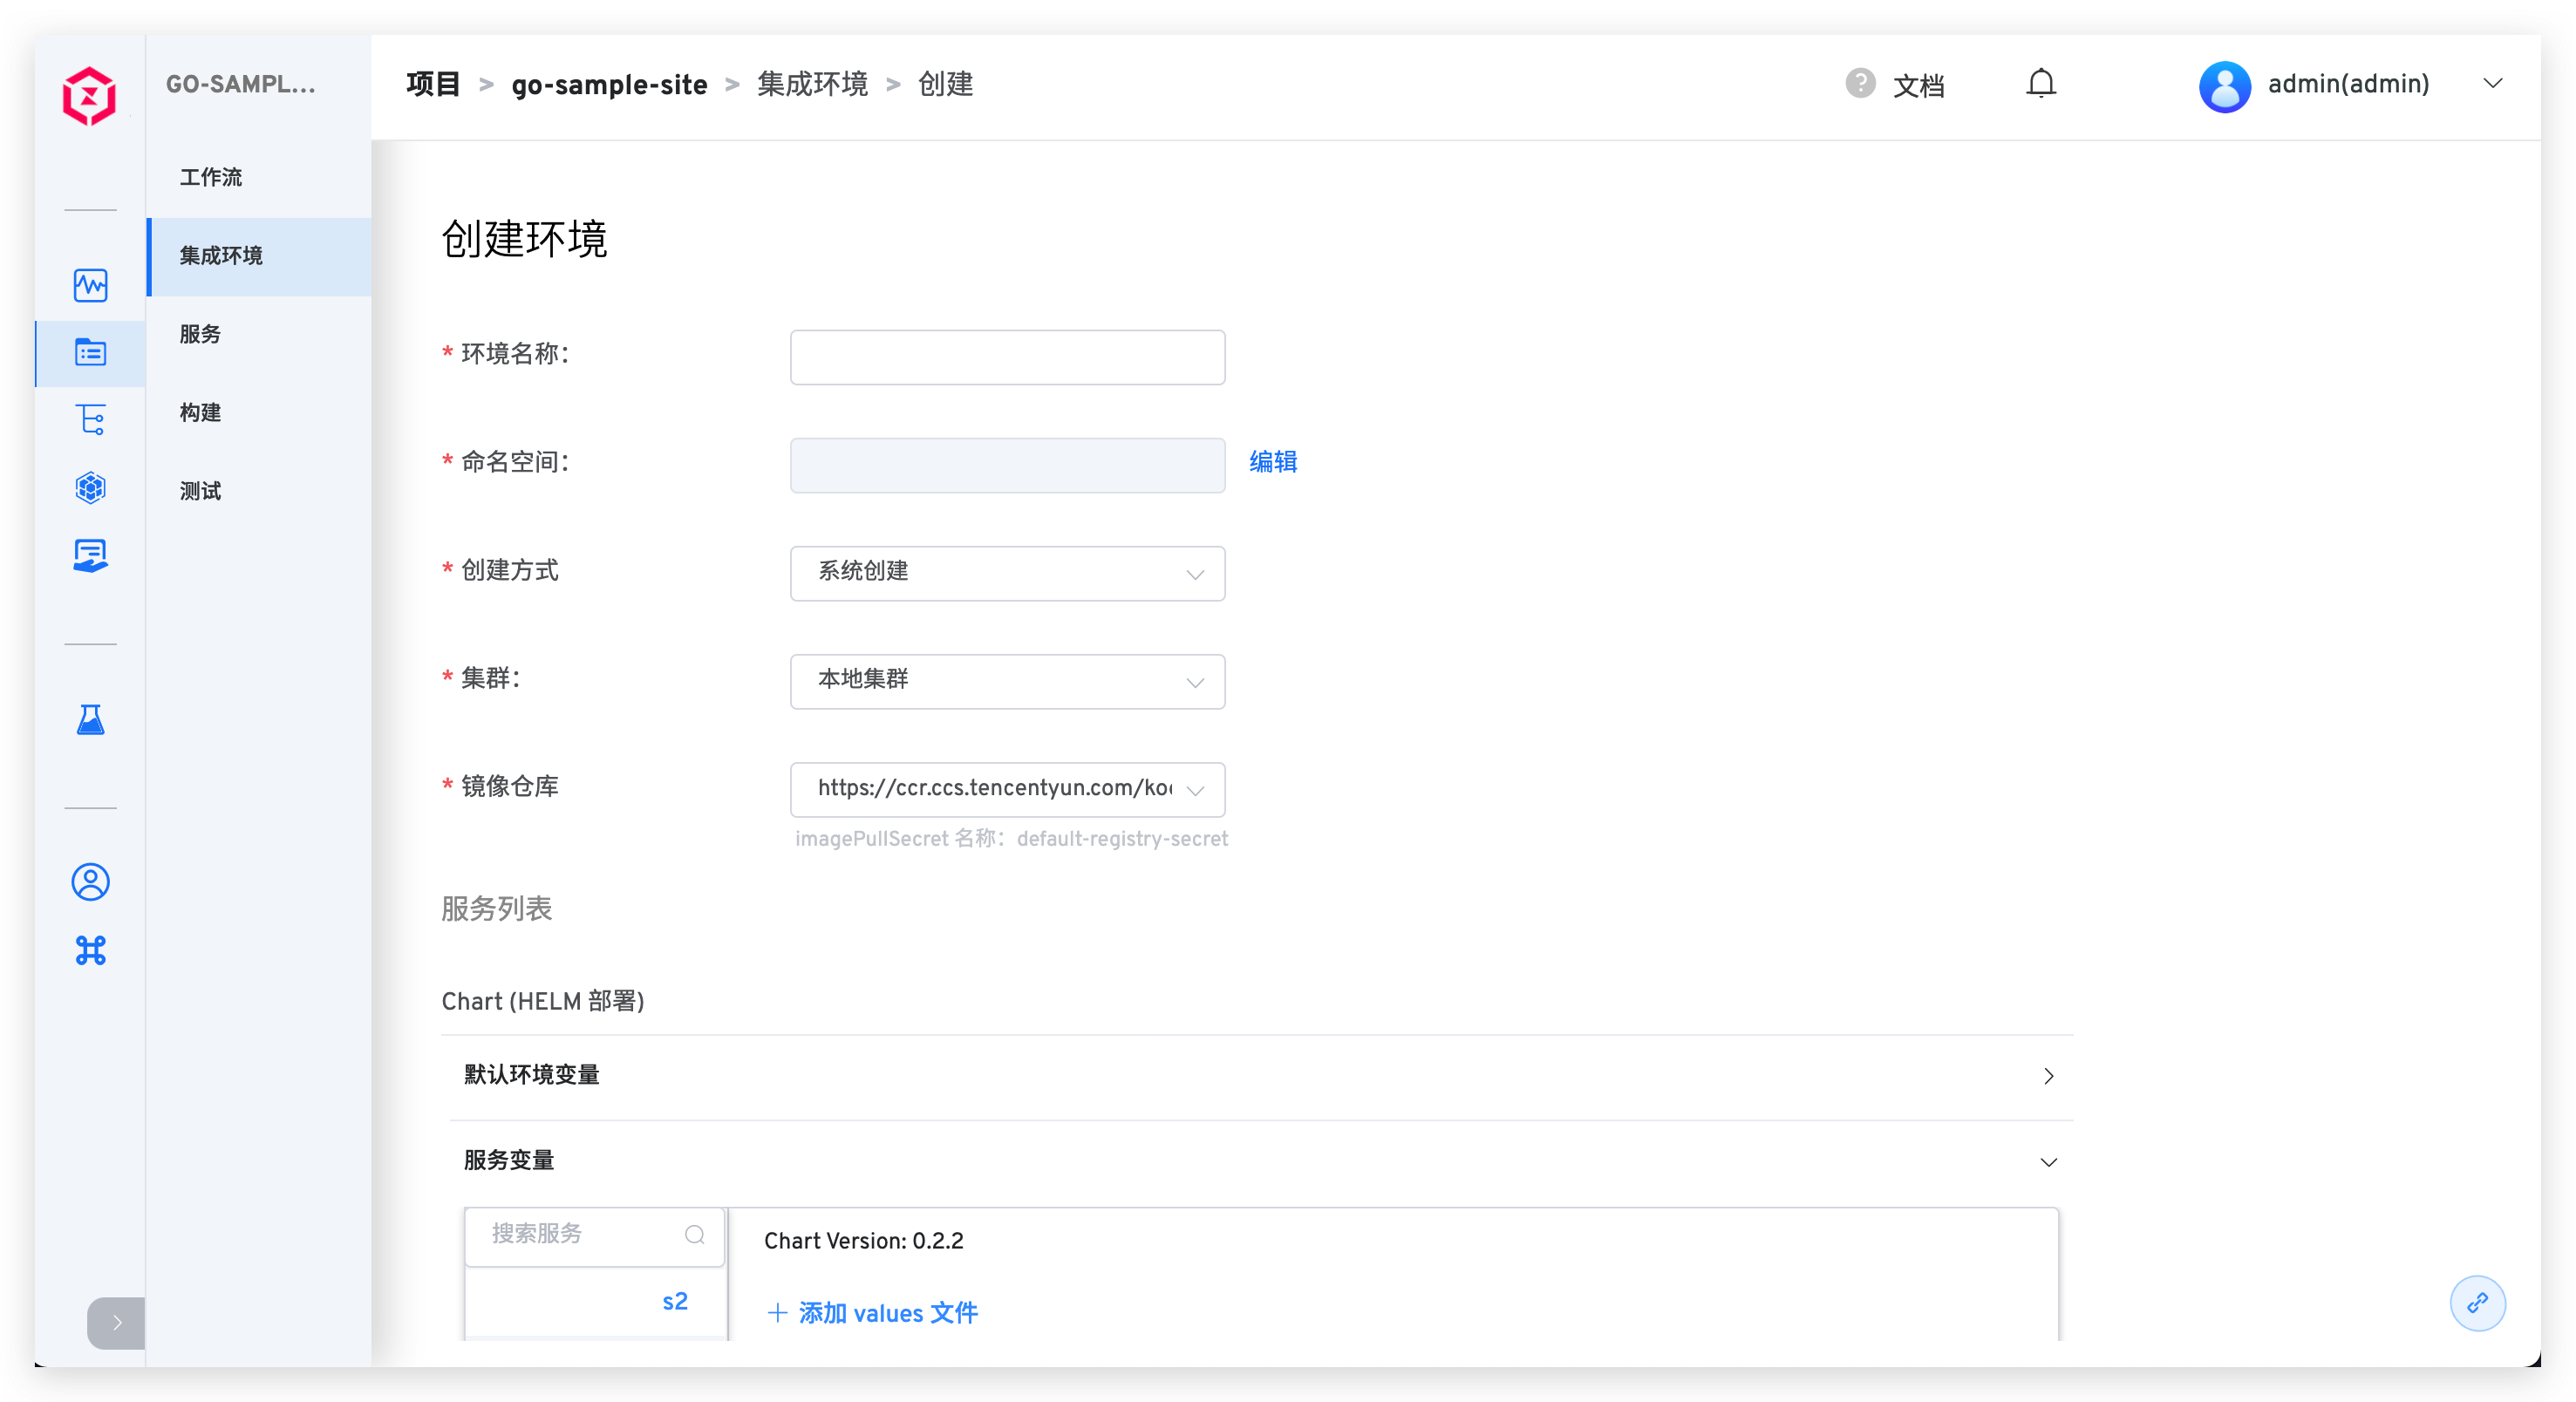 GO-SAMPL...
项目 > go-sample-site > 集成环境 > 创建
? 文档
admin(admin)
工作流
集成环境
服务
构建
测试
创建环境
* 环境名称：
* 命名空间：
编辑
* 创建方式
系统创建
* 集群：
本地集群
* 镜像仓库
https://ccr.ccs.tencentyun.com/ko
imagePullSecret 名称：default-registry-secret
服务列表
Chart (HELM 部署)
默认环境变量
服务变量
搜索服务
s2
Chart Version: 0.2.2
+ 添加 values 文件